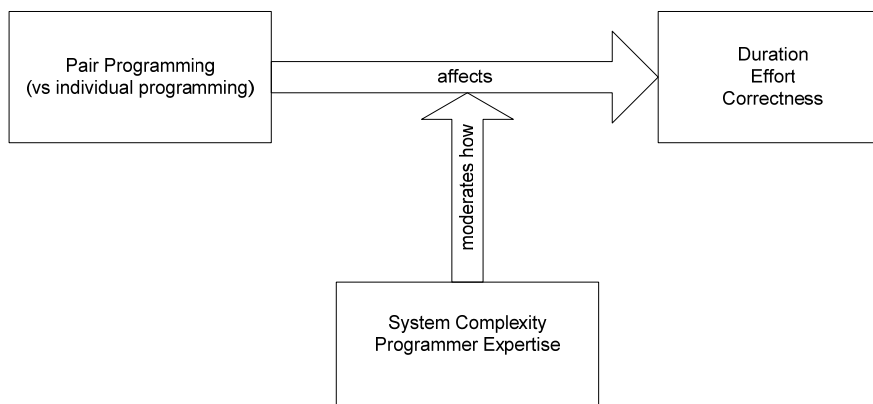 Pair Programming
(vs individual programming)
affects
Duration
Effort
Correctness
moderates how
System Complexity
Programmer Expertise